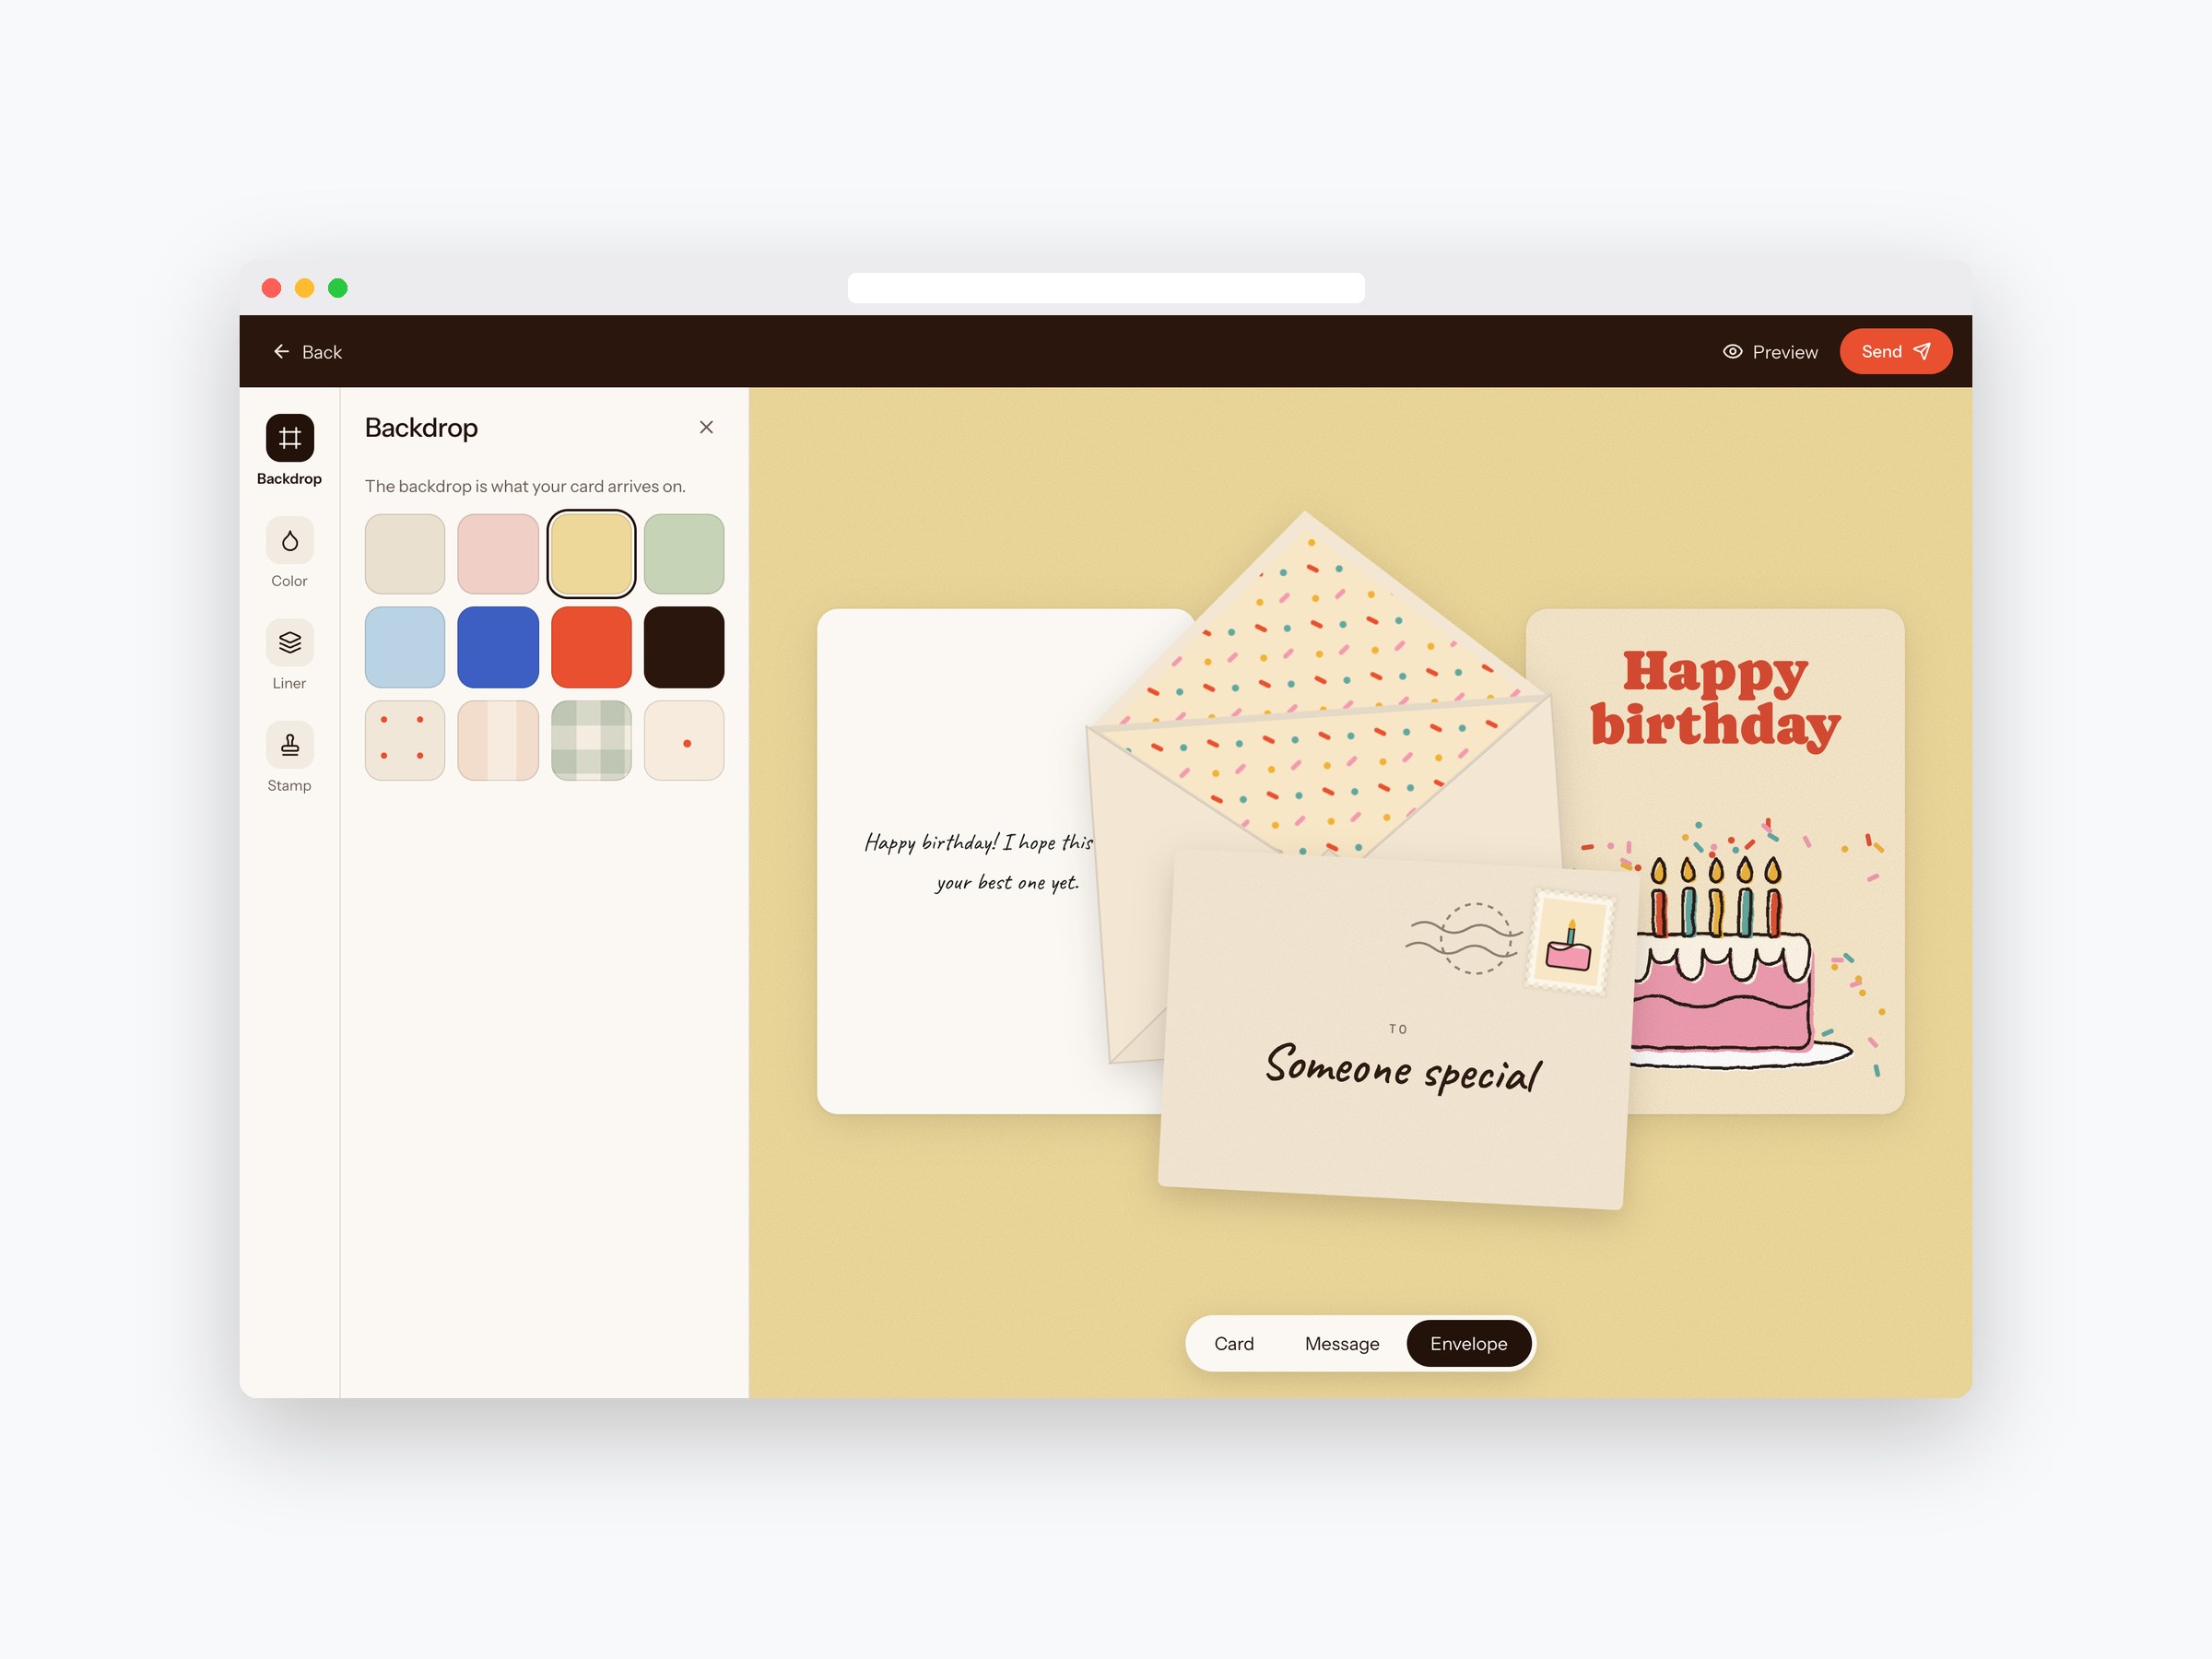 Back
Preview
Send
Backdrop
Color
Liner
Stamp
Backdrop
The backdrop is what your card arrives on.
Happy birthday! I hope this
your best one yet.
TO
Someone special
Happy
birthday
Card
Message
Envelope